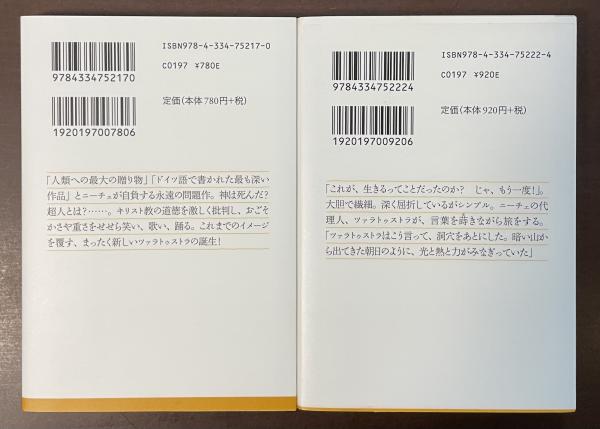 ISBN978-4-334-75217-0
C0197 ¥780E
9784334752170
定価(本体780円+税)
1920197007806
「人類への最大の贈り物」「ドイツ語で書かれた最も深い
作品」とニーチェが自負する永遠の問題作。神は死んだ?
超人とは?……。キリスト教の道徳を激しく批判し、おごそ
かさや重さをせせら笑い、歌い、踊る。これまでのイメージ
を覆す、まったく新しいツァラトゥストラの誕生!
ISBN978-4-334-75222-4
C0197 ¥920E
9784334752224
定価(本体920円+税)
1920197009206
「これが、生きるってことだったのか? じゃ、もう一度!」。
大胆で繊細。深く屈折しているがシンプル。ニーチェの代
理人、ツァラトゥストラが、言葉を蒔きながら旅をする。
「ツァラトゥストラはこう言って、洞穴をあとにした。暗い山か
ら出てきた朝日のように、光と熱と力がみなぎっていた」